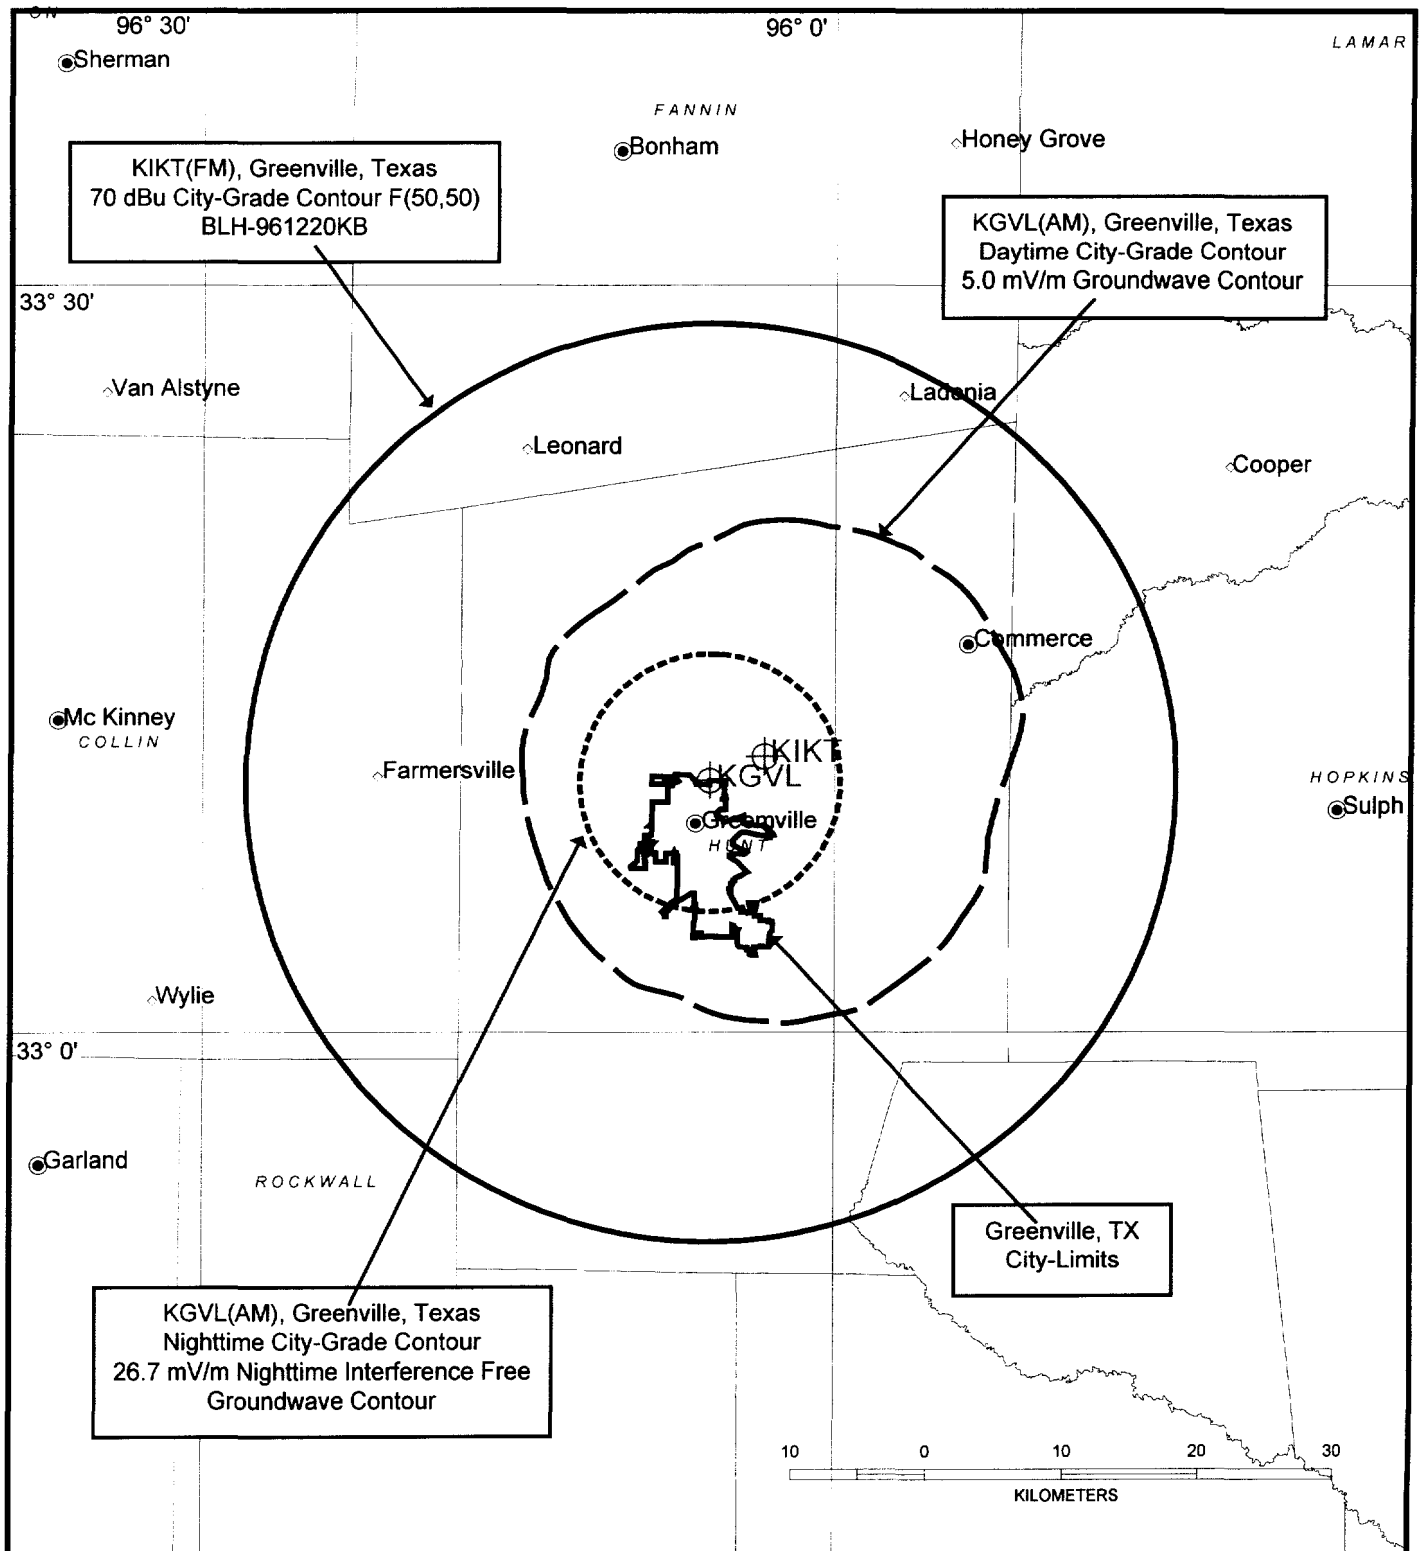 ON
96° 30'
96° 0'
LAMAR
Sherman
FANNIN
Bonham
Honey Grove
KIKT(FM), Greenville, Texas
70 dBu City-Grade Contour F(50,50)
BLH-961220KB
KGVL(AM), Greenville, Texas
Daytime City-Grade Contour
5.0 mV/m Groundwave Contour
33° 30'
Van Alstyne
Ladonia
Leonard
Cooper
Commerce
Mc Kinney
COLLIN
KIKT
KGVL
Farmersville
HOPKINS
Sulph
Greenville
HUNT
Wylie
33° 0'
Garland
ROCKWALL
Greenville, TX
City-Limits
KGVL(AM), Greenville, Texas
Nighttime City-Grade Contour
26.7 mV/m Nighttime Interference Free
Groundwave Contour
10 0 10 20 30
KILOMETERS